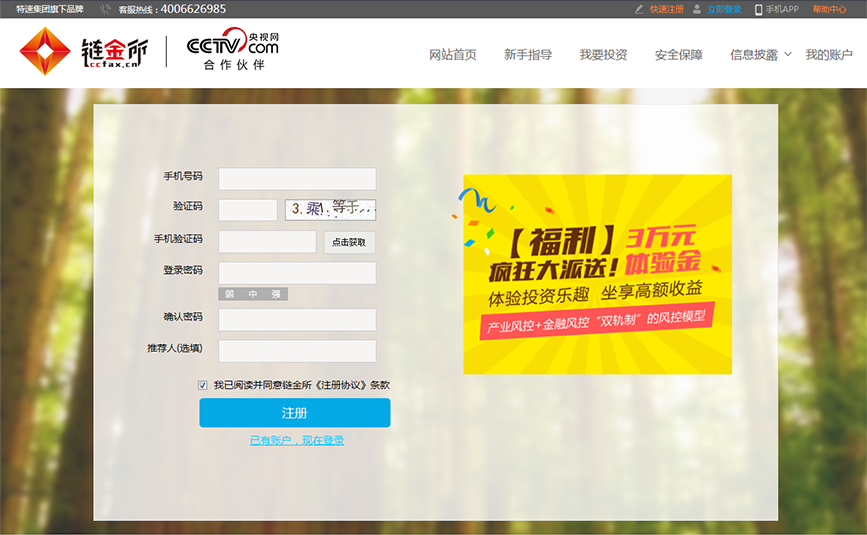 特速集团旗下品牌 客服热线：4006626985 快速注册 立即登录 手机APP 帮助中心
链金所 ccfax.cn CCTV.com 央视网 合作伙伴
网站首页 新手指导 我要投资 安全保障 信息披露 我的账户
手机号码
验证码 3.乘1.等于
手机验证码 点击获取
登录密码
弱 中 强
确认密码
推荐人(选填)
我已阅读并同意链金所《注册协议》条款
注册
已有账户，现在登录
【福利】3万元
疯狂大派送！体验金
体验投资乐趣 坐享高额收益
产业风控+金融风控“双轨制”的风控模型